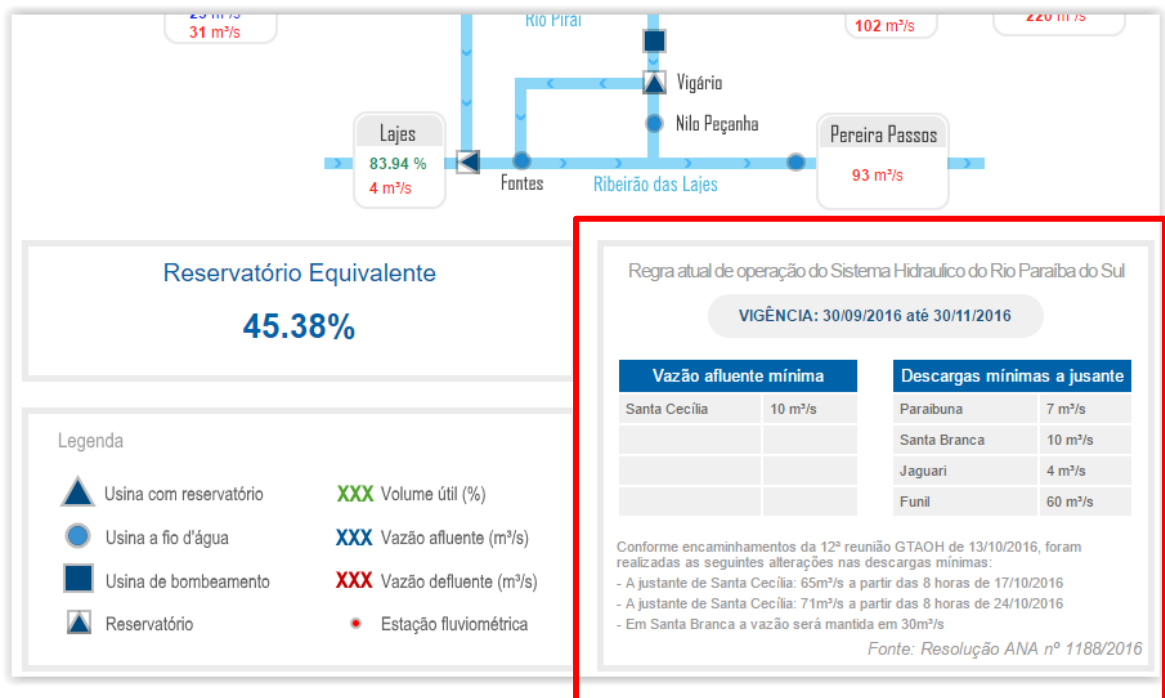 25 m³/s
31 m³/s
Rio Piraí
102 m³/s
220 m³/s
Vigário
Nilo Peçanha
Lajes
83.94 %
4 m³/s
Fontes
Ribeirão das Lajes
Pereira Passos
93 m³/s
Reservatório Equivalente
45.38%
Legenda
Usina com reservatório
XXX Volume útil (%)
Usina a fio d'água
XXX Vazão afluente (m³/s)
Usina de bombeamento
XXX Vazão defluente (m³/s)
Reservatório
Estação fluviométrica
Regra atual de operação do Sistema Hidraulico do Rio Paraíba do Sul
VIGÊNCIA: 30/09/2016 até 30/11/2016
Vazão afluente mínima
Santa Cecília 10 m³/s
Descargas mínimas a jusante
Paraibuna 7 m³/s
Santa Branca 10 m³/s
Jaguari 4 m³/s
Funil 60 m³/s
Conforme encaminhamentos da 12ª reunião GTAOH de 13/10/2016, foram
realizadas as seguintes alterações nas descargas mínimas:
- A justante de Santa Cecília: 65m³/s a partir das 8 horas de 17/10/2016
- A justante de Santa Cecília: 71m³/s a partir das 8 horas de 24/10/2016
- Em Santa Branca a vazão será mantida em 30m³/s
Fonte: Resolução ANA nº 1188/2016